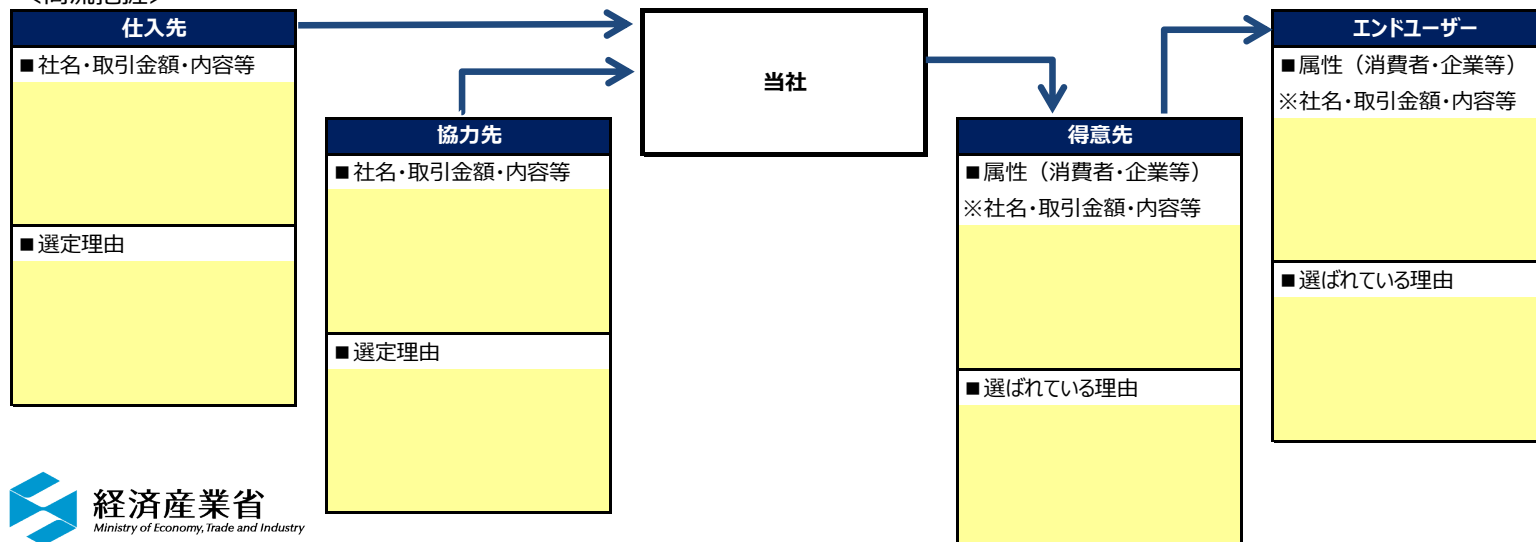 仕入先
■社名・取引金額・内容等
■選定理由
協力先
■社名・取引金額・内容等
■選定理由
当社
得意先
■属性（消費者・企業等）
※社名・取引金額・内容等
■選ばれている理由
エンドユーザー
■属性（消費者・企業等）
※社名・取引金額・内容等
■選ばれている理由
経済産業省
Ministry of Economy, Trade and Industry